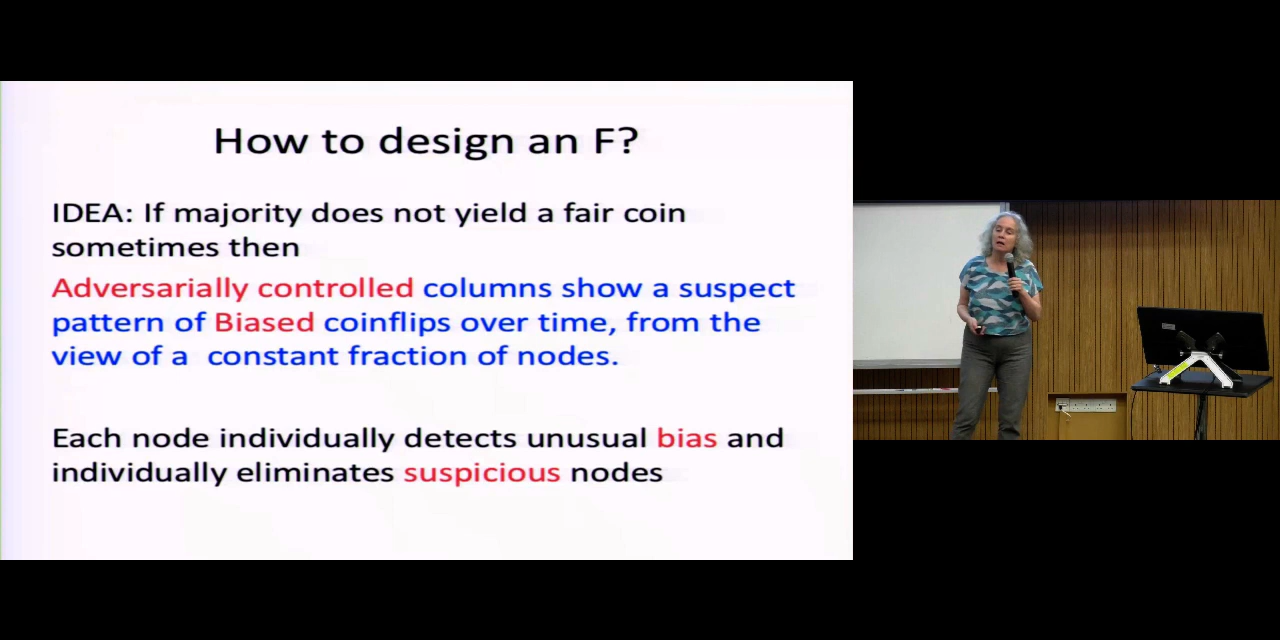 How to design an F?
IDEA: If majority does not yield a fair coin
sometimes then
Adversarially controlled columns show a suspect
pattern of Biased coinflips over time, from the
view of a constant fraction of nodes.
Each node individually detects unusual bias and
individually eliminates suspicious nodes